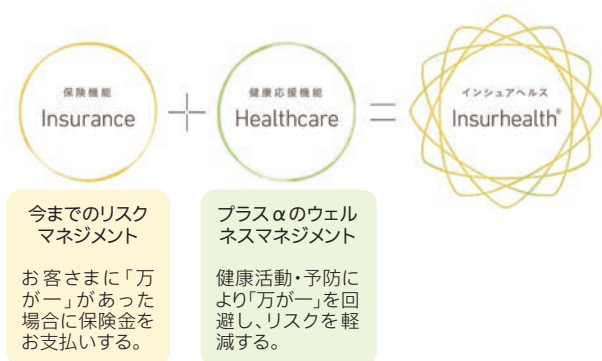 保険機能
Insurance
+
健康応援機能
Healthcare
=
インシュアヘルス
Insurhealth®
今までのリスク
マネジメント
お客さまに「万
が一」があった
場合に保険金を
お支払いする。
プラスαのウェル
ネスマネジメント
健康活動・予防に
より「万が一」を回
避し、リスクを軽
減する。